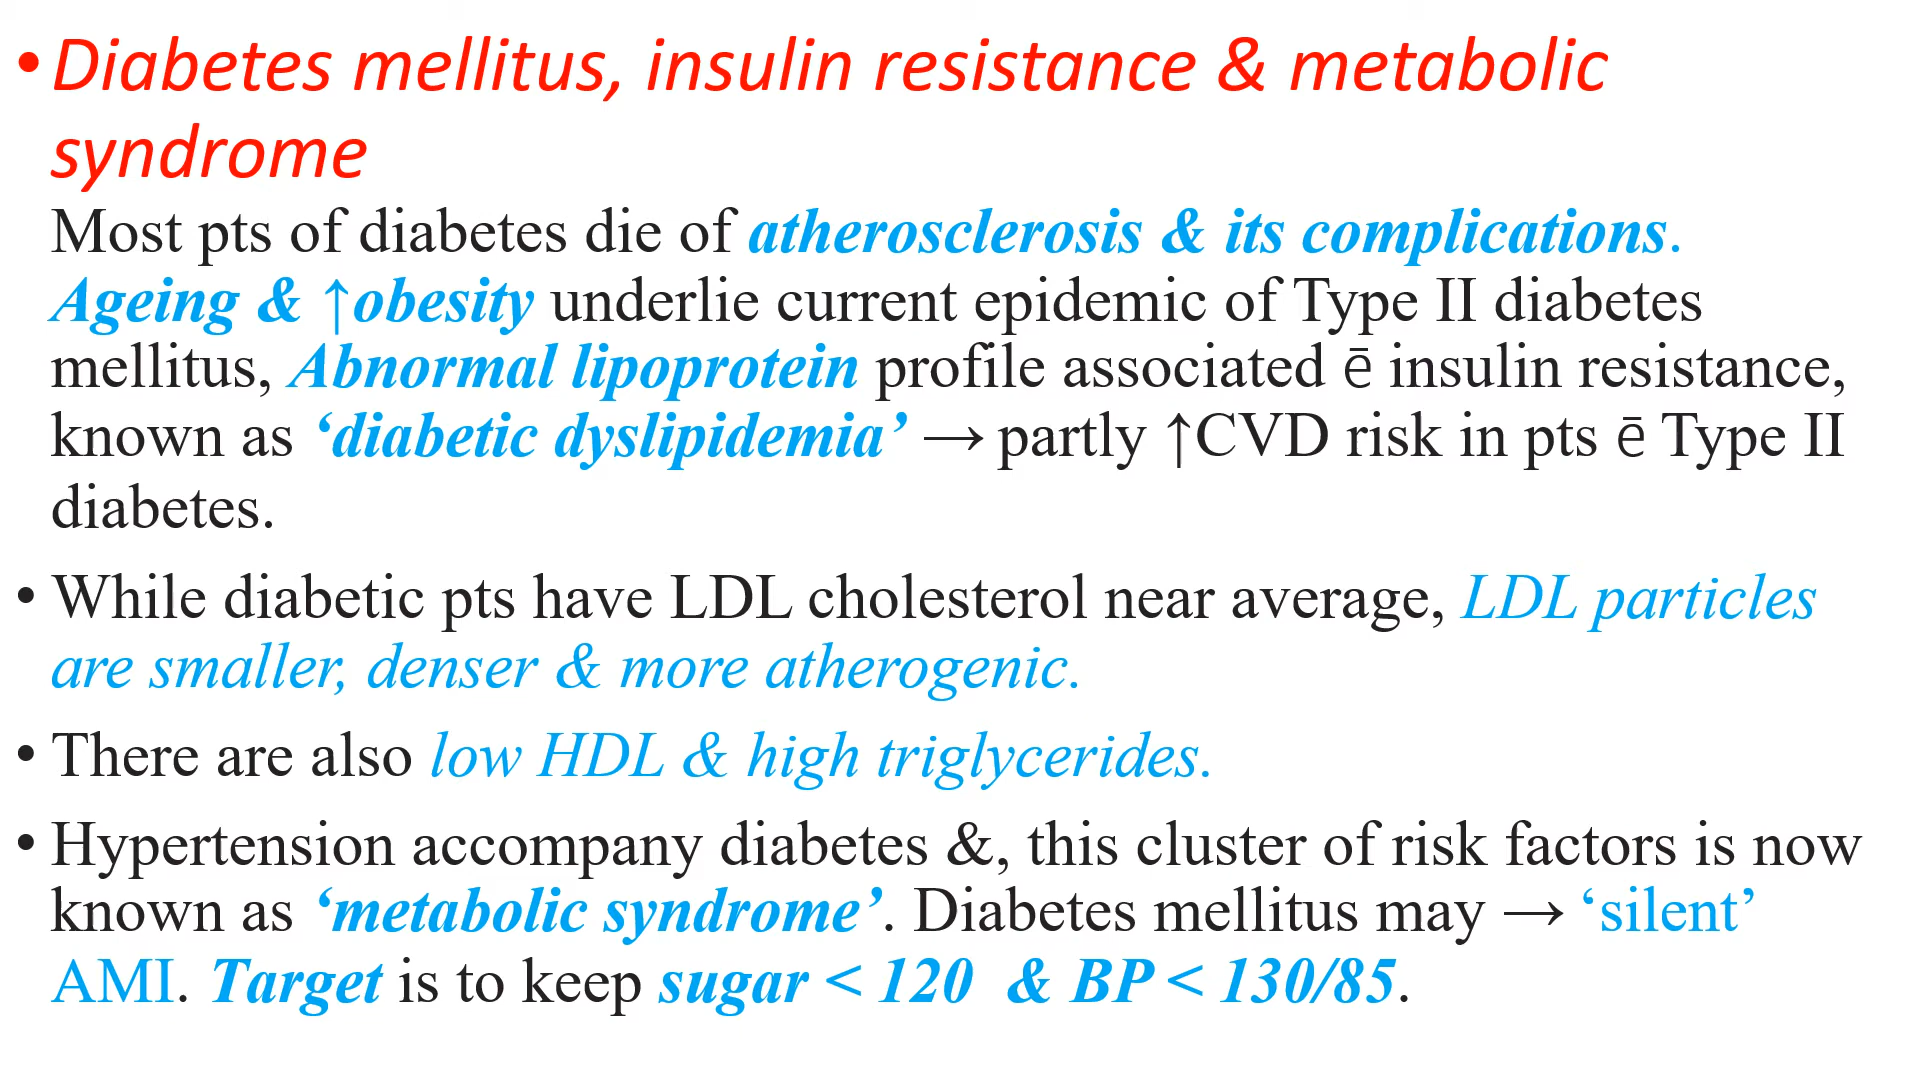 • Diabetes mellitus, insulin resistance & metabolic
syndrome
Most pts of diabetes die of atherosclerosis & its complications.
Ageing & ↑obesity underlie current epidemic of Type II diabetes
mellitus, Abnormal lipoprotein profile associated ē insulin resistance,
known as ‘diabetic dyslipidemia’ → partly ↑CVD risk in pts ē Type II
diabetes.
• While diabetic pts have LDL cholesterol near average, LDL particles
are smaller, denser & more atherogenic.
• There are also low HDL & high triglycerides.
• Hypertension accompany diabetes &, this cluster of risk factors is now
known as ‘metabolic syndrome’. Diabetes mellitus may → ‘silent’
AMI. Target is to keep sugar < 120 & BP < 130/85.